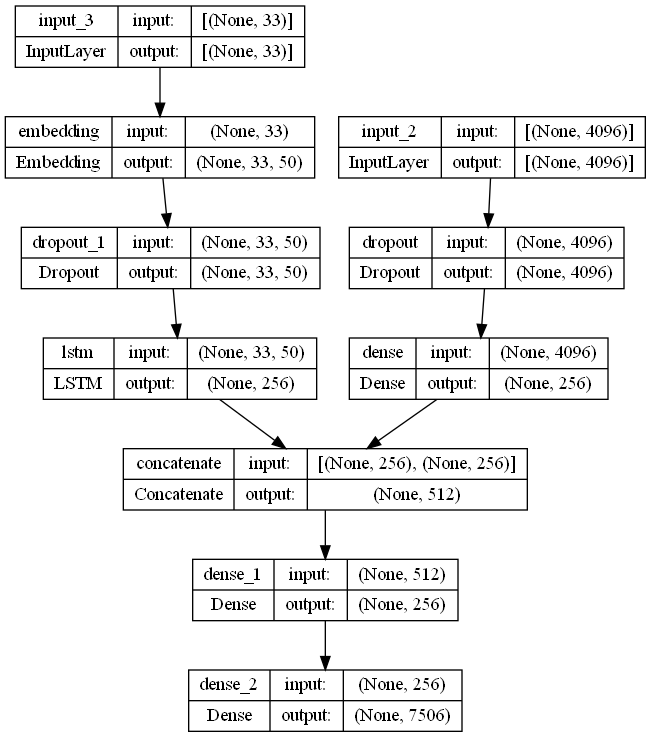 input_3 input: [(None, 33)]
InputLayer output: [(None, 33)]
embedding input: (None, 33)
Embedding output: (None, 33, 50)
input_2 input: [(None, 4096)]
InputLayer output: [(None, 4096)]
dropout_1 input: (None, 33, 50)
Dropout output: (None, 33, 50)
dropout input: (None, 4096)
Dropout output: (None, 4096)
lstm input: (None, 33, 50)
LSTM output: (None, 256)
dense input: (None, 4096)
Dense output: (None, 256)
concatenate input: [(None, 256), (None, 256)]
Concatenate output: (None, 512)
dense_1 input: (None, 512)
Dense output: (None, 256)
dense_2 input: (None, 256)
Dense output: (None, 7506)